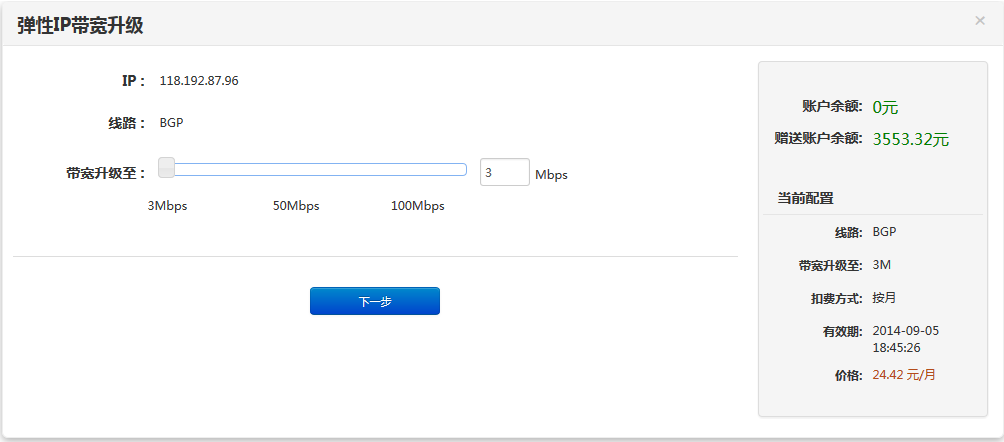 弹性IP带宽升级
×
IP： 118.192.87.96
线路： BGP
带宽升级至： 3 Mbps
3Mbps 50Mbps 100Mbps
下一步
账户余额: 0元
赠送账户余额: 3553.32元
当前配置
线路: BGP
带宽升级至: 3M
扣费方式: 按月
有效期: 2014-09-05
18:45:26
价格: 24.42 元/月